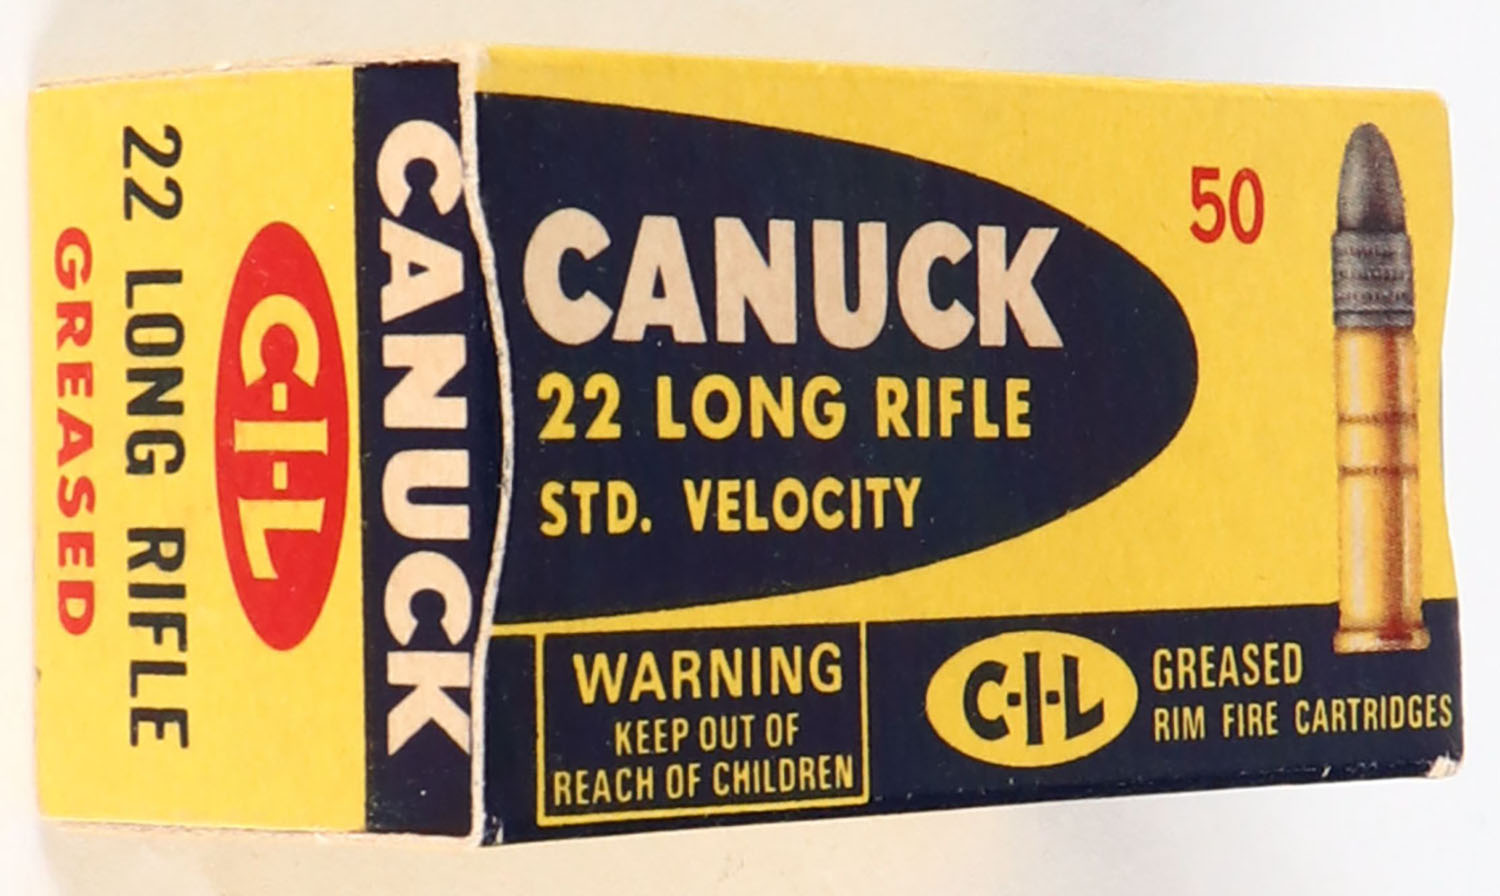 CANUCK
C-I-L
22 LONG RIFLE
GREASED
CANUCK
22 LONG RIFLE
STD. VELOCITY
50
WARNING
KEEP OUT OF
REACH OF CHILDREN
C-I-L
GREASED
RIM FIRE CARTRIDGES